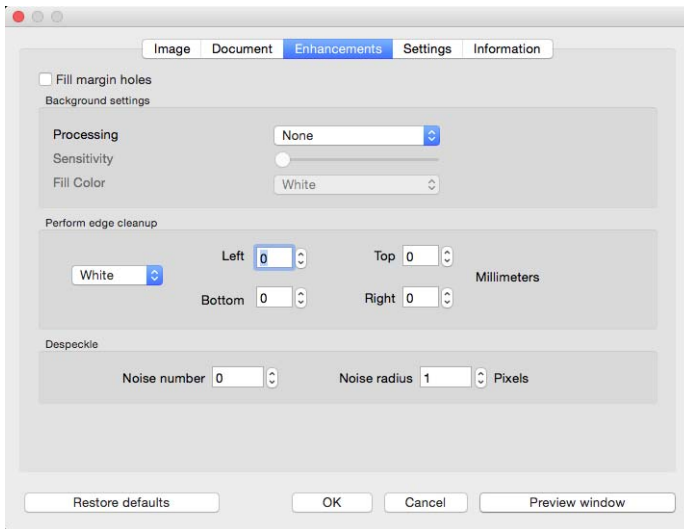 Image Document Enhancements Settings Information
Fill margin holes
Background settings
Processing None
Sensitivity
Fill Color White
Perform edge cleanup
Left 0 Top 0
White Millimeters
Bottom 0 Right 0
Despeckle
Noise number 0 Noise radius 1 Pixels
Restore defaults OK Cancel Preview window